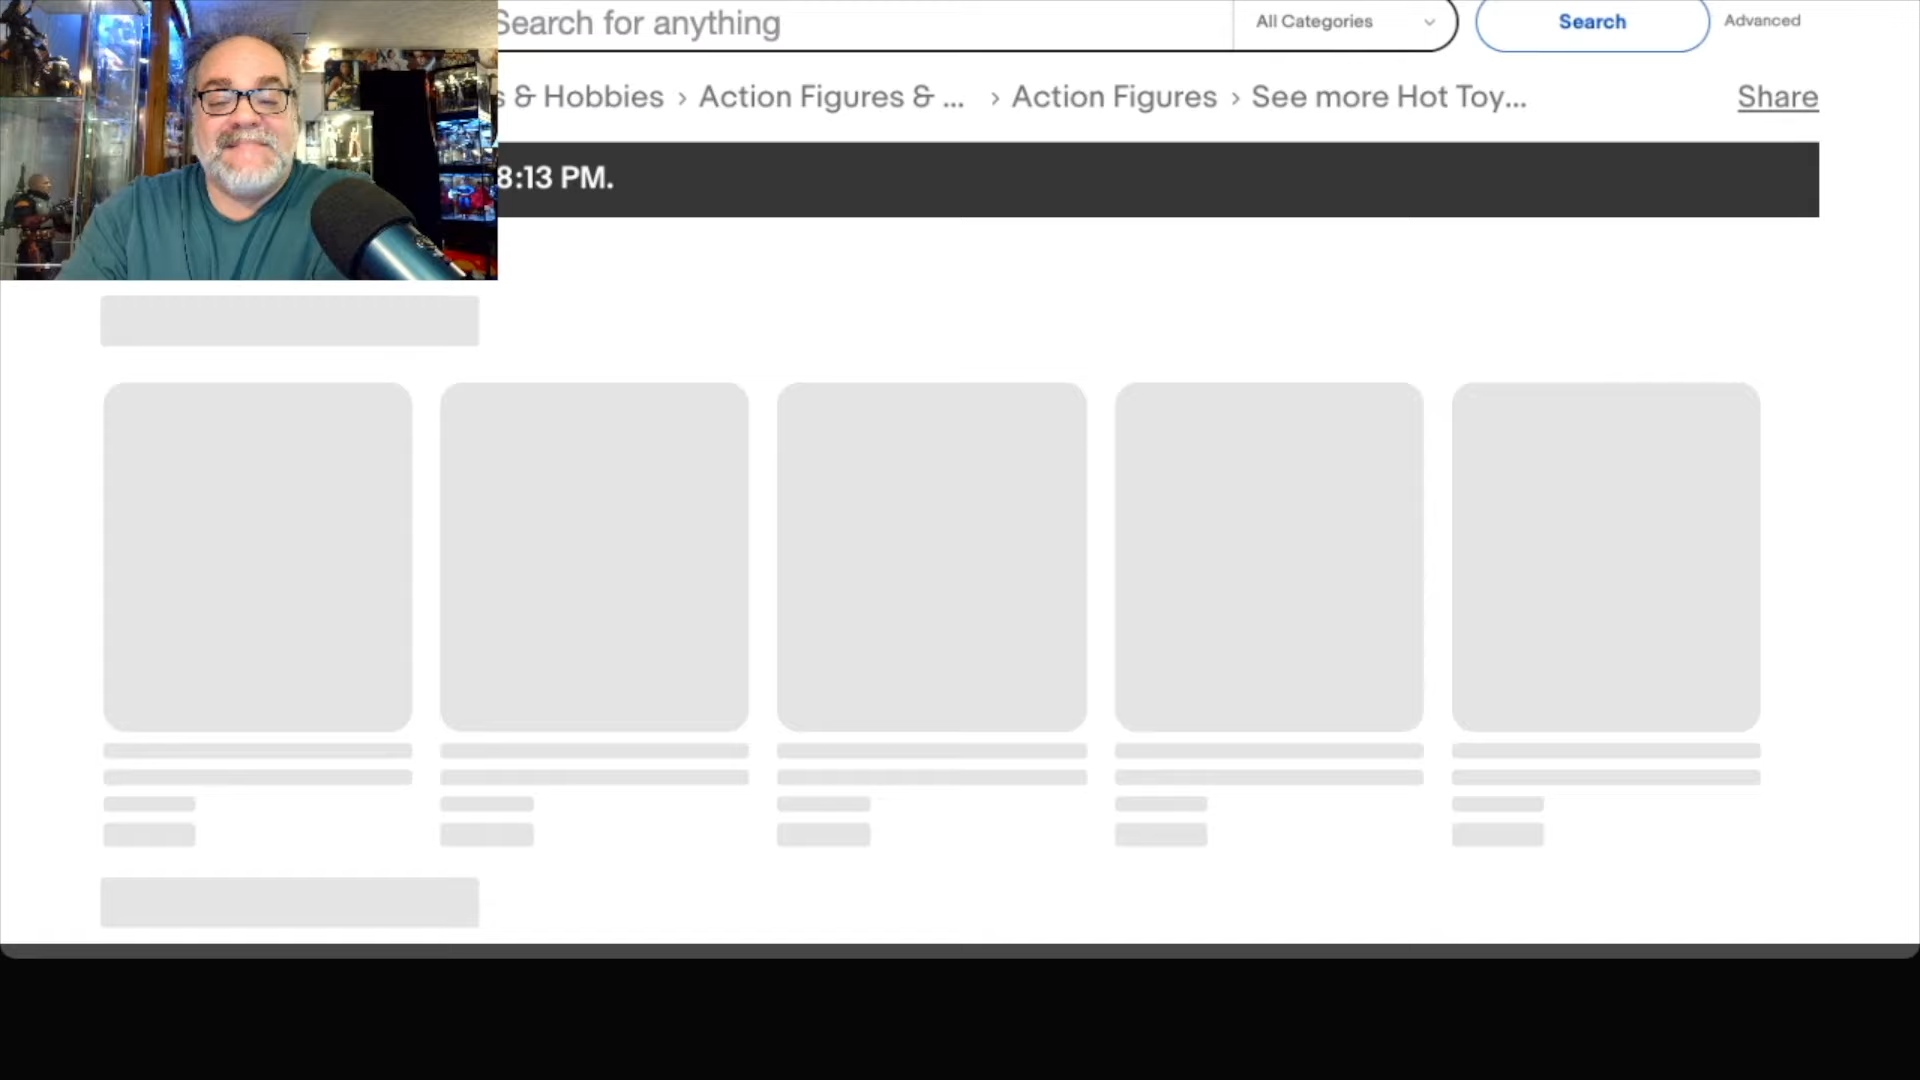 Search for anything
All Categories
Search
Advanced
& Hobbies > Action Figures & ... > Action Figures > See more Hot Toy...
Share
8:13 PM.